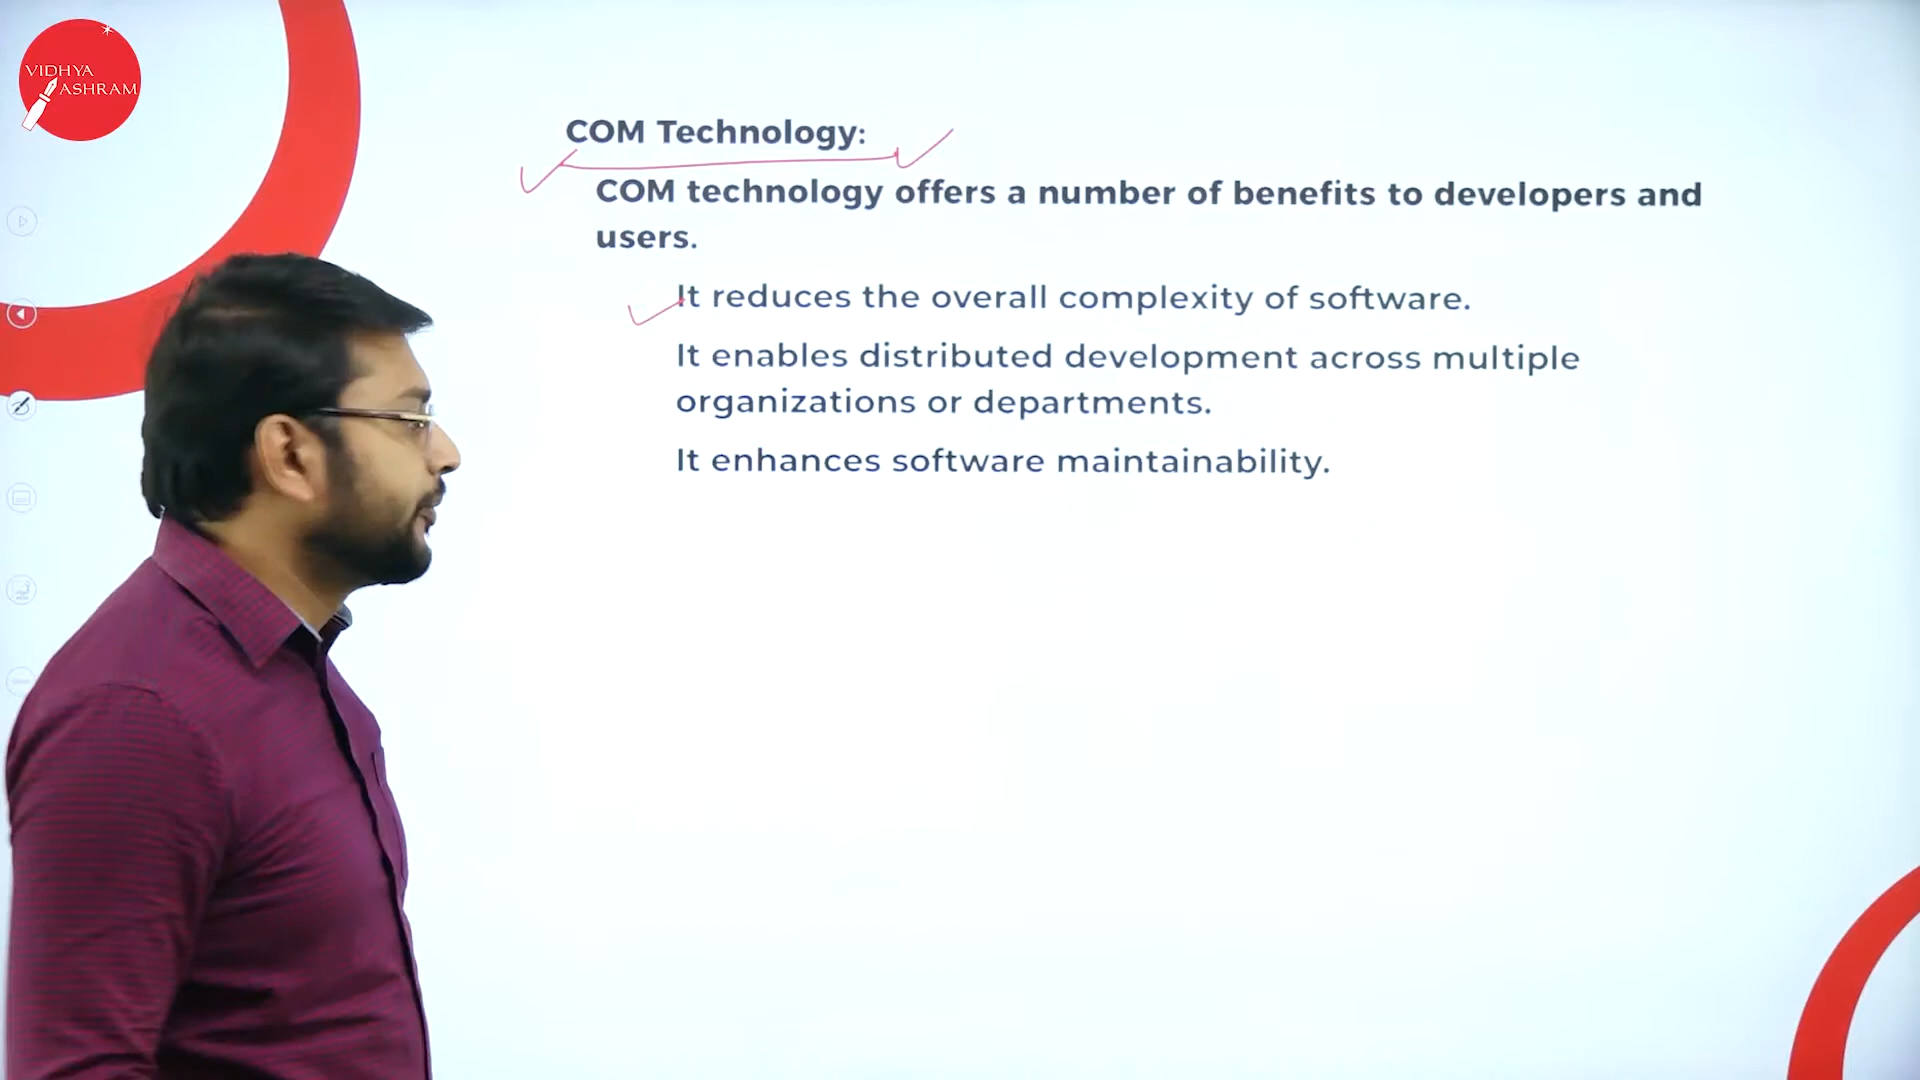 VIDHYA
ASHRAM
COM Technology:
COM technology offers a number of benefits to developers and
users.
It reduces the overall complexity of software.
It enables distributed development across multiple
organizations or departments.
It enhances software maintainability.